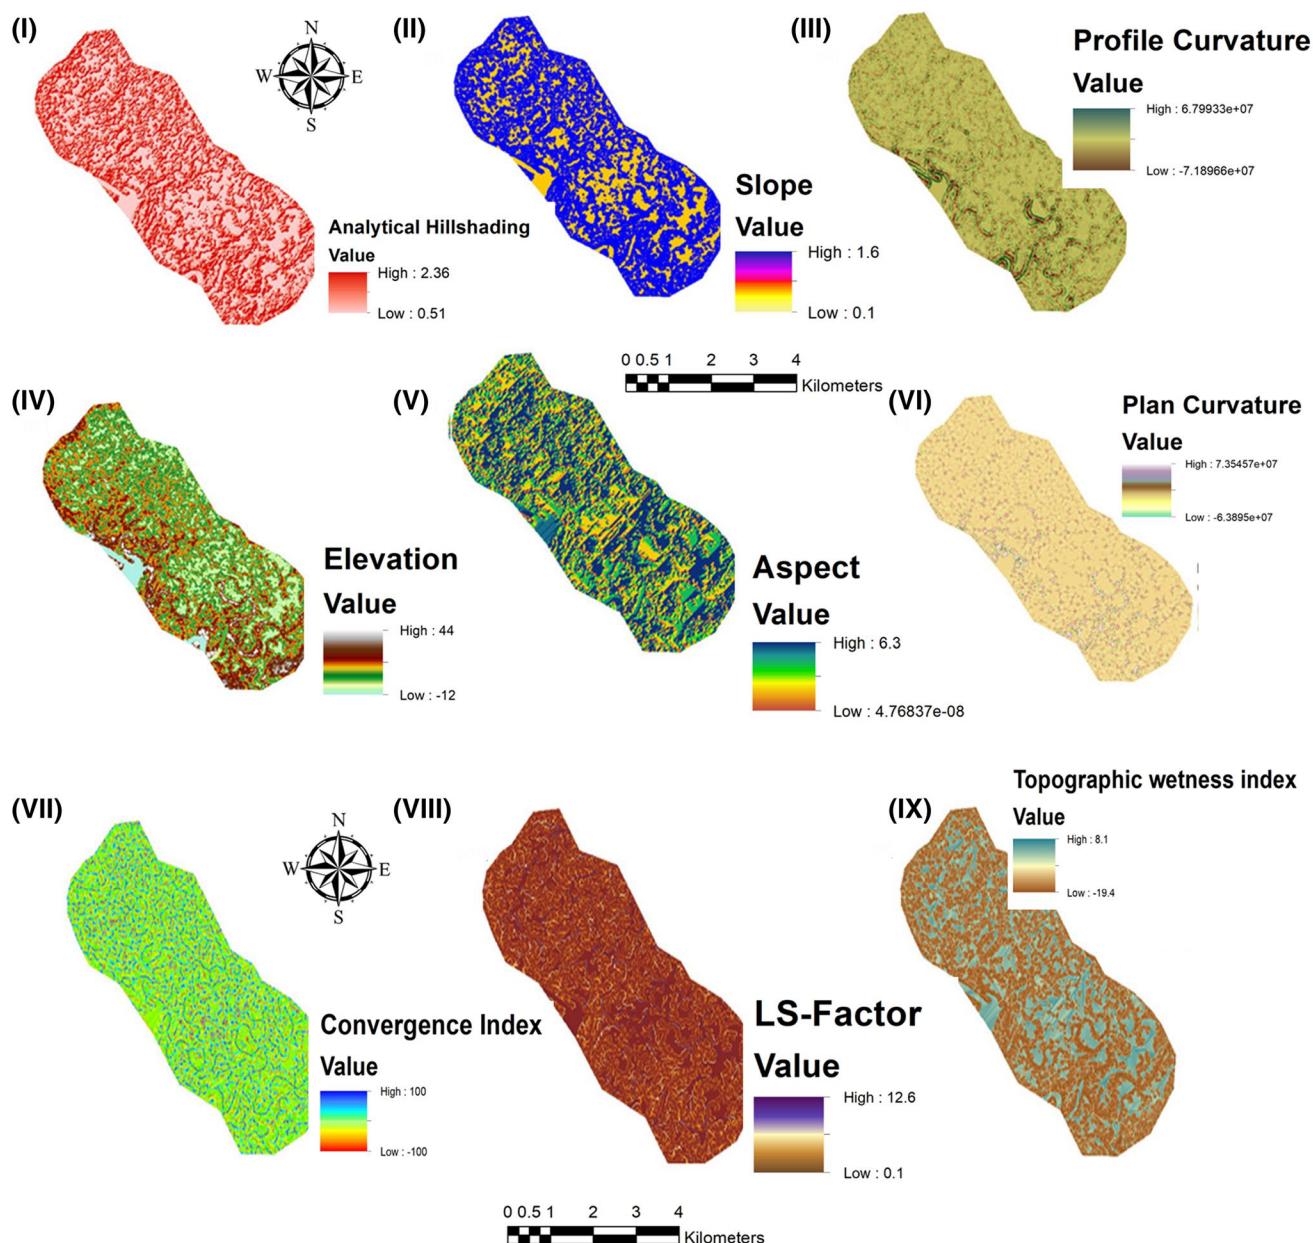 (I)
N
W E
S
Analytical Hillshading
Value
High : 2.36
Low : 0.51
(II)
Slope
Value
High : 1.6
Low : 0.1
(III)
Profile Curvature
Value
High : 6.79933e+07
Low : -7.18966e+07
0 0.5 1 2 3 4
Kilometers
(IV)
Elevation
Value
High : 44
Low : -12
(V)
Aspect
Value
High : 6.3
Low : 4.76837e-08
(VI)
Plan Curvature
Value
High : 7.35457e+07
Low : -6.3895e+07
(VII)
N
W E
S
Convergence Index
Value
High : 100
Low : -100
(VIII)
LS-Factor
Value
High : 12.6
Low : 0.1
(IX)
Topographic wetness index
Value
High : 8.1
Low : -19.4
0 0.5 1 2 3 4
Kilometers